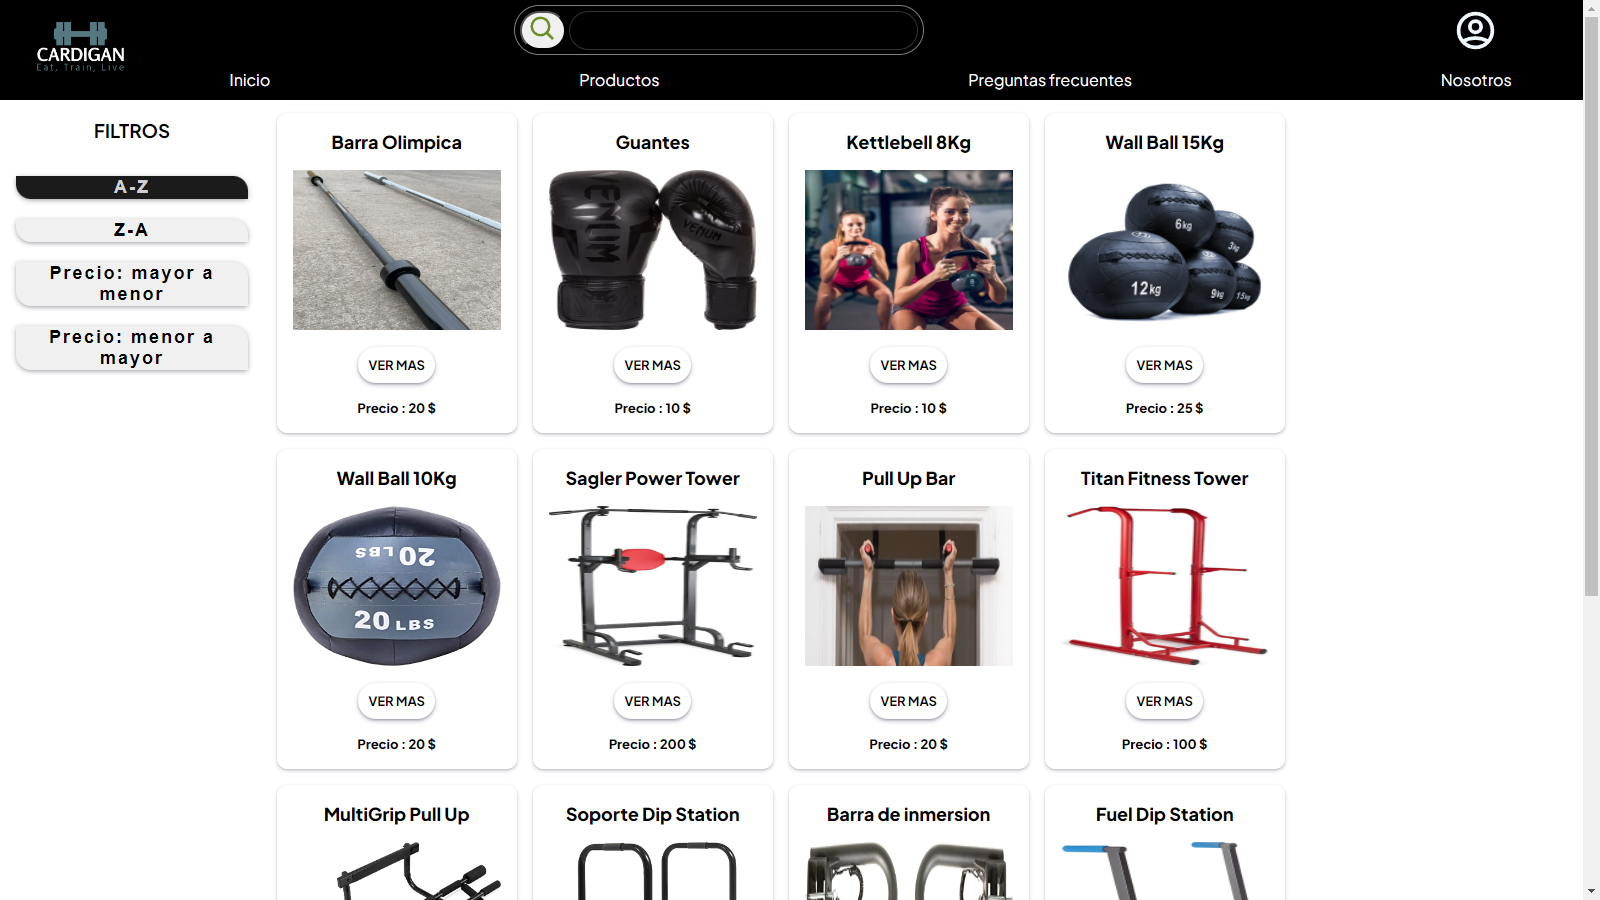 CARDIGAN
Eat, Train, Live
Inicio
Productos
Preguntas frecuentes
Nosotros
FILTROS
A-Z
Z-A
Precio: mayor a
menor
Precio: menor a
mayor
Barra Olimpica
VER MAS
Precio : 20 $
Guantes
VENUM
VENUM
VER MAS
Precio : 10 $
Kettlebell 8Kg
VER MAS
Precio : 10 $
Wall Ball 15Kg
6kg
3kg
12kg
9kg
15kg
VER MAS
Precio : 25 $
Wall Ball 10Kg
20 LBS
20 LBS
VER MAS
Precio : 20 $
Sagler Power Tower
VER MAS
Precio : 200 $
Pull Up Bar
VER MAS
Precio : 20 $
Titan Fitness Tower
VER MAS
Precio : 100 $
MultiGrip Pull Up
Soporte Dip Station
Barra de inmersion
Fuel Dip Station